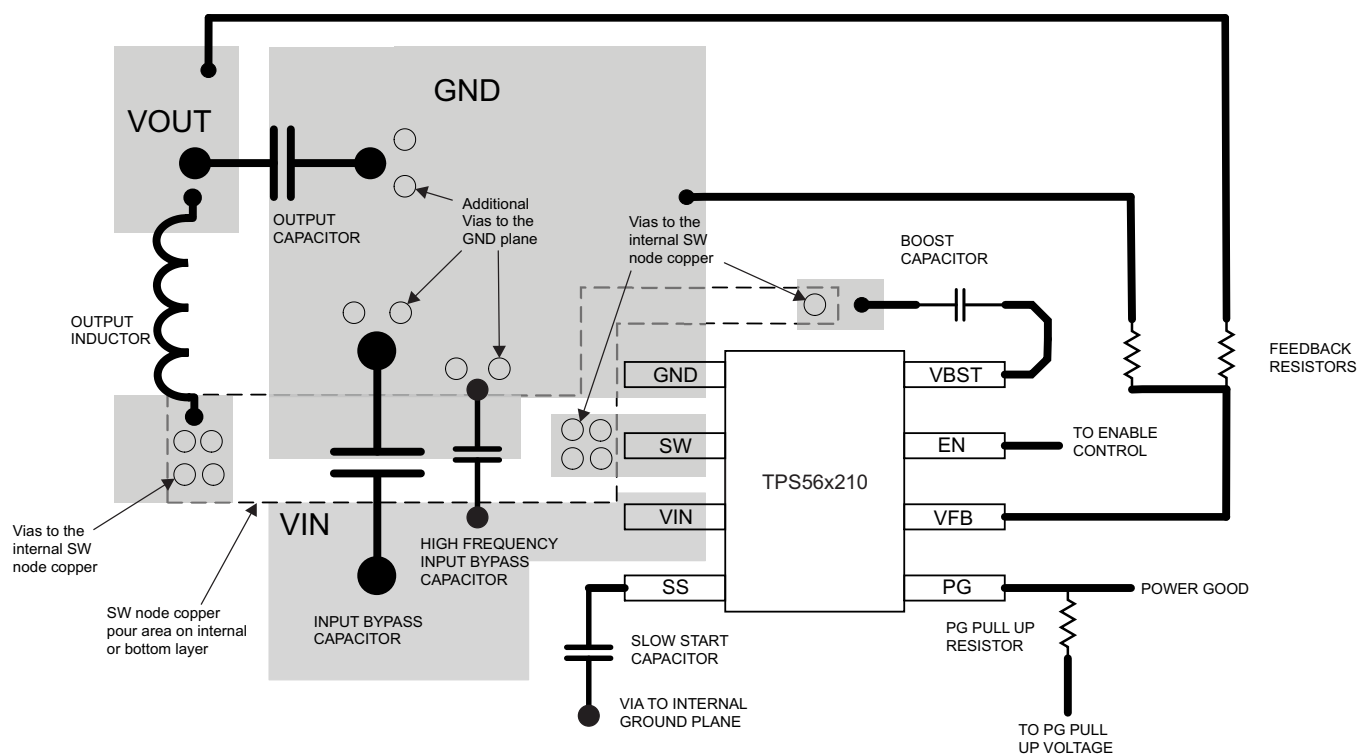 GND
VOUT
OUTPUT
CAPACITOR
Additional
Vias to the
GND plane
Vias to the
internal SW
node copper
BOOST
CAPACITOR
OUTPUT
INDUCTOR
FEEDBACK
RESISTORS
GND
VBST
SW
EN
TO ENABLE
CONTROL
TPS56x210
VIN
VFB
VIN
Vias to the
internal SW
node copper
HIGH FREQUENCY
INPUT BYPASS
CAPACITOR
SS
PG
POWER GOOD
SW node copper
pour area on internal
or bottom layer
INPUT BYPASS
CAPACITOR
SLOW START
CAPACITOR
PG PULL UP
RESISTOR
VIA TO INTERNAL
GROUND PLANE
TO PG PULL
UP VOLTAGE